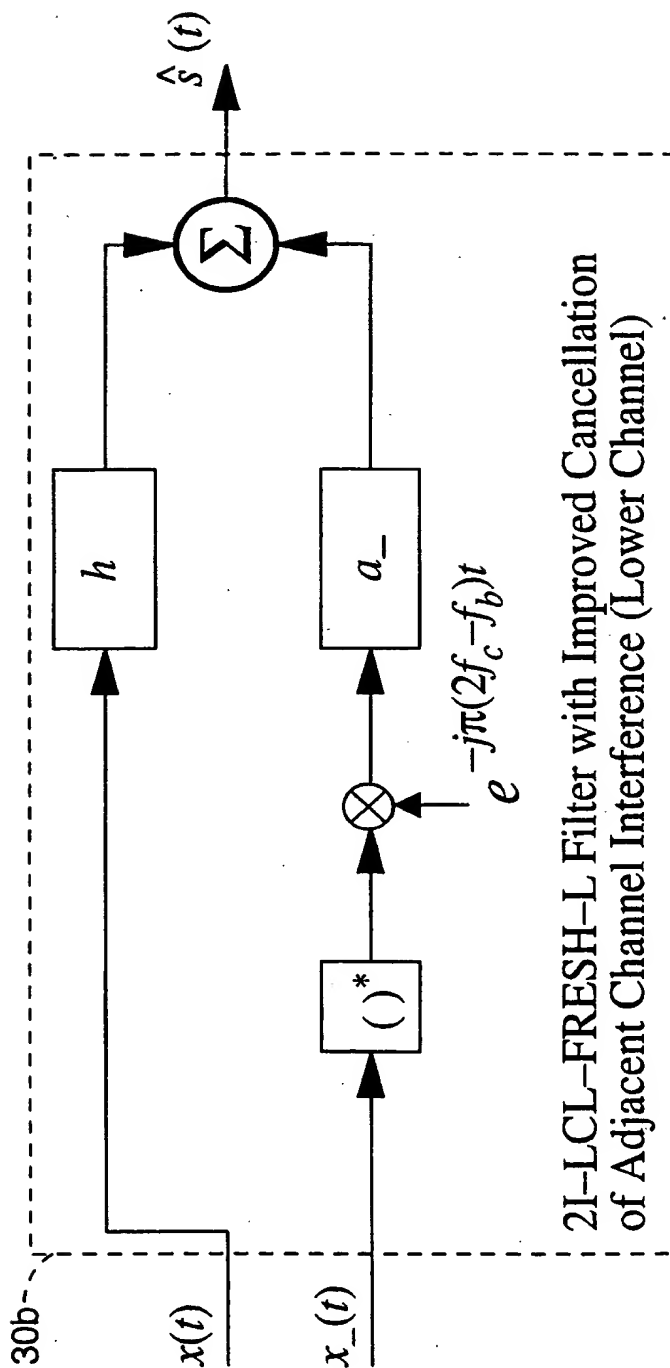 30b
x(t)
h
Σ
ŝ (t)
x_(t)
( )*
a_
e^{-jπ(2f_c-f_b)t}
2I-LCL-FRESH-L Filter with Improved Cancellation
of Adjacent Channel Interference (Lower Channel)